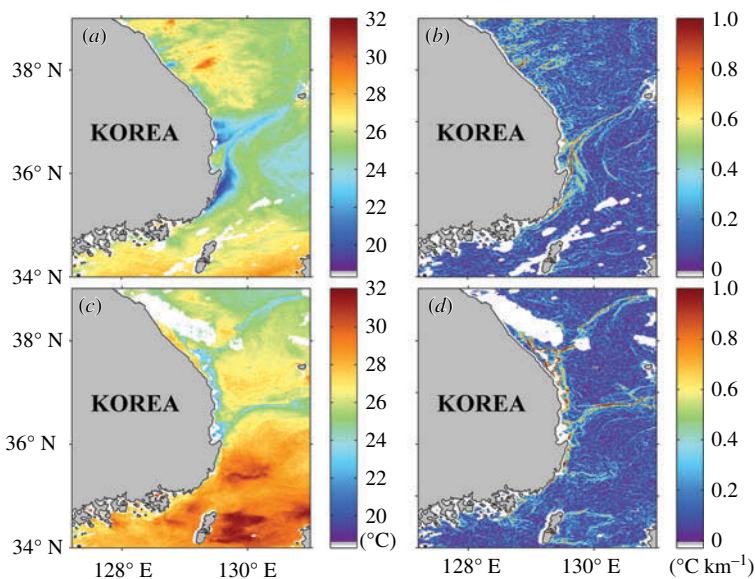 (a)
KOREA
38° N
36° N
34° N
32
30
28
26
24
22
20
(b)
KOREA
1.0
0.8
0.6
0.4
0.2
0
(c)
KOREA
38° N
36° N
34° N
128° E
130° E
32
30
28
26
24
22
20
(°C)
(d)
KOREA
128° E
130° E
1.0
0.8
0.6
0.4
0.2
0
(°C km⁻¹)